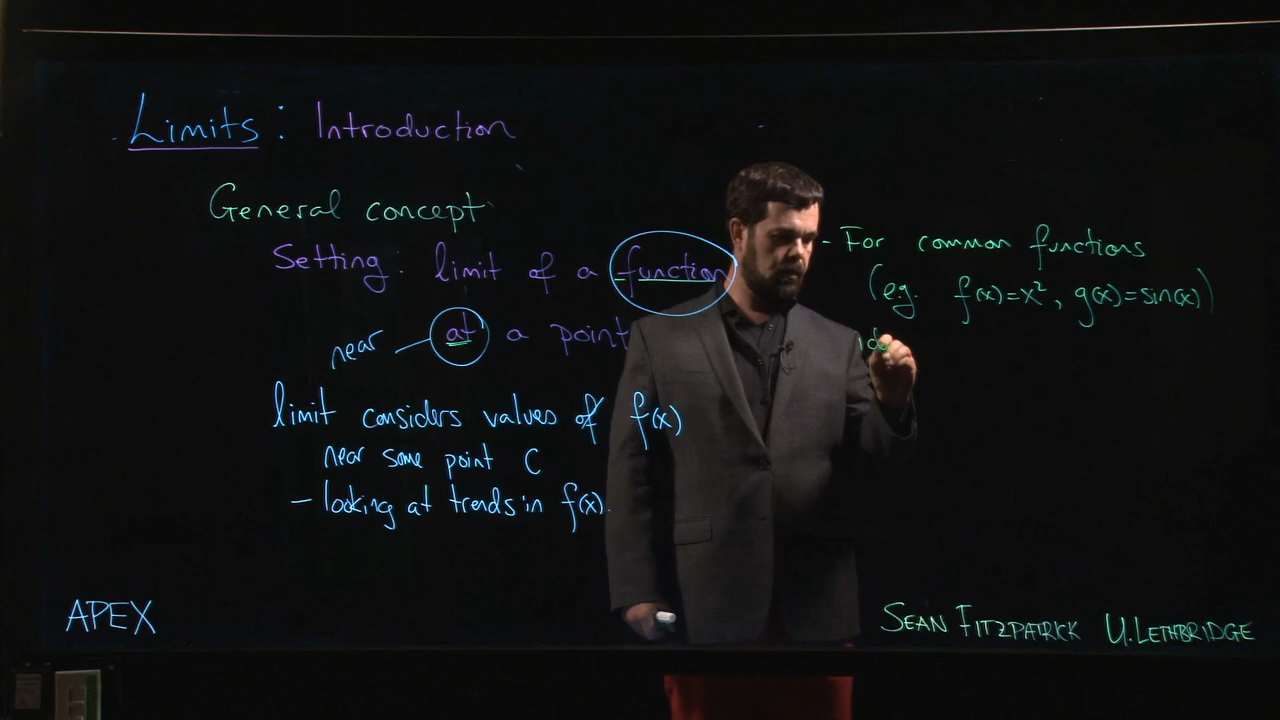 Limits: Introduction
General concept
Setting: limit of a function
near at a point
limit considers values of f(x)
near some point C
- looking at trends in f(x).
- For common functions
(e.g. f(x)=x², g(x)=sin(x))
APEX
SEAN FITZPATRICK U. LETHBRIDGE